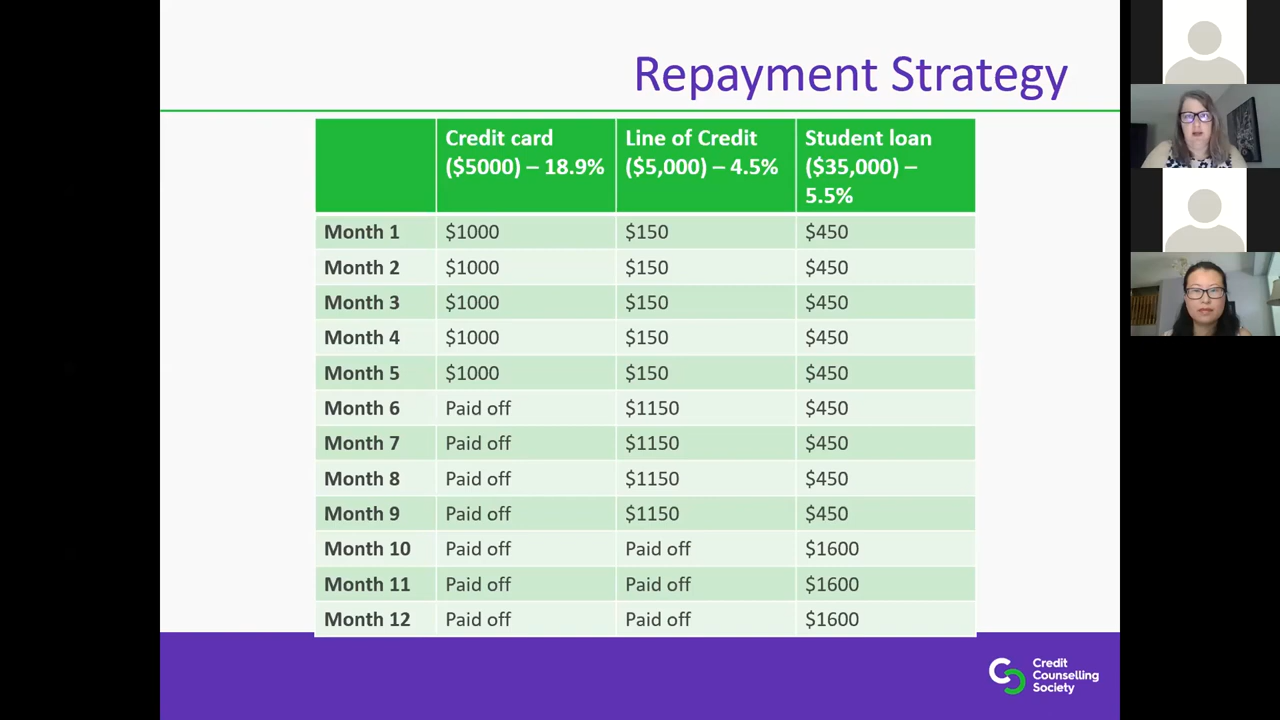 Repayment Strategy
Credit card
($5000) – 18.9%
Line of Credit
($5,000) – 4.5%
Student loan
($35,000) –
5.5%
Month 1 $1000 $150 $450
Month 2 $1000 $150 $450
Month 3 $1000 $150 $450
Month 4 $1000 $150 $450
Month 5 $1000 $150 $450
Month 6 Paid off $1150 $450
Month 7 Paid off $1150 $450
Month 8 Paid off $1150 $450
Month 9 Paid off $1150 $450
Month 10 Paid off Paid off $1600
Month 11 Paid off Paid off $1600
Month 12 Paid off Paid off $1600
Credit
Counselling
Society